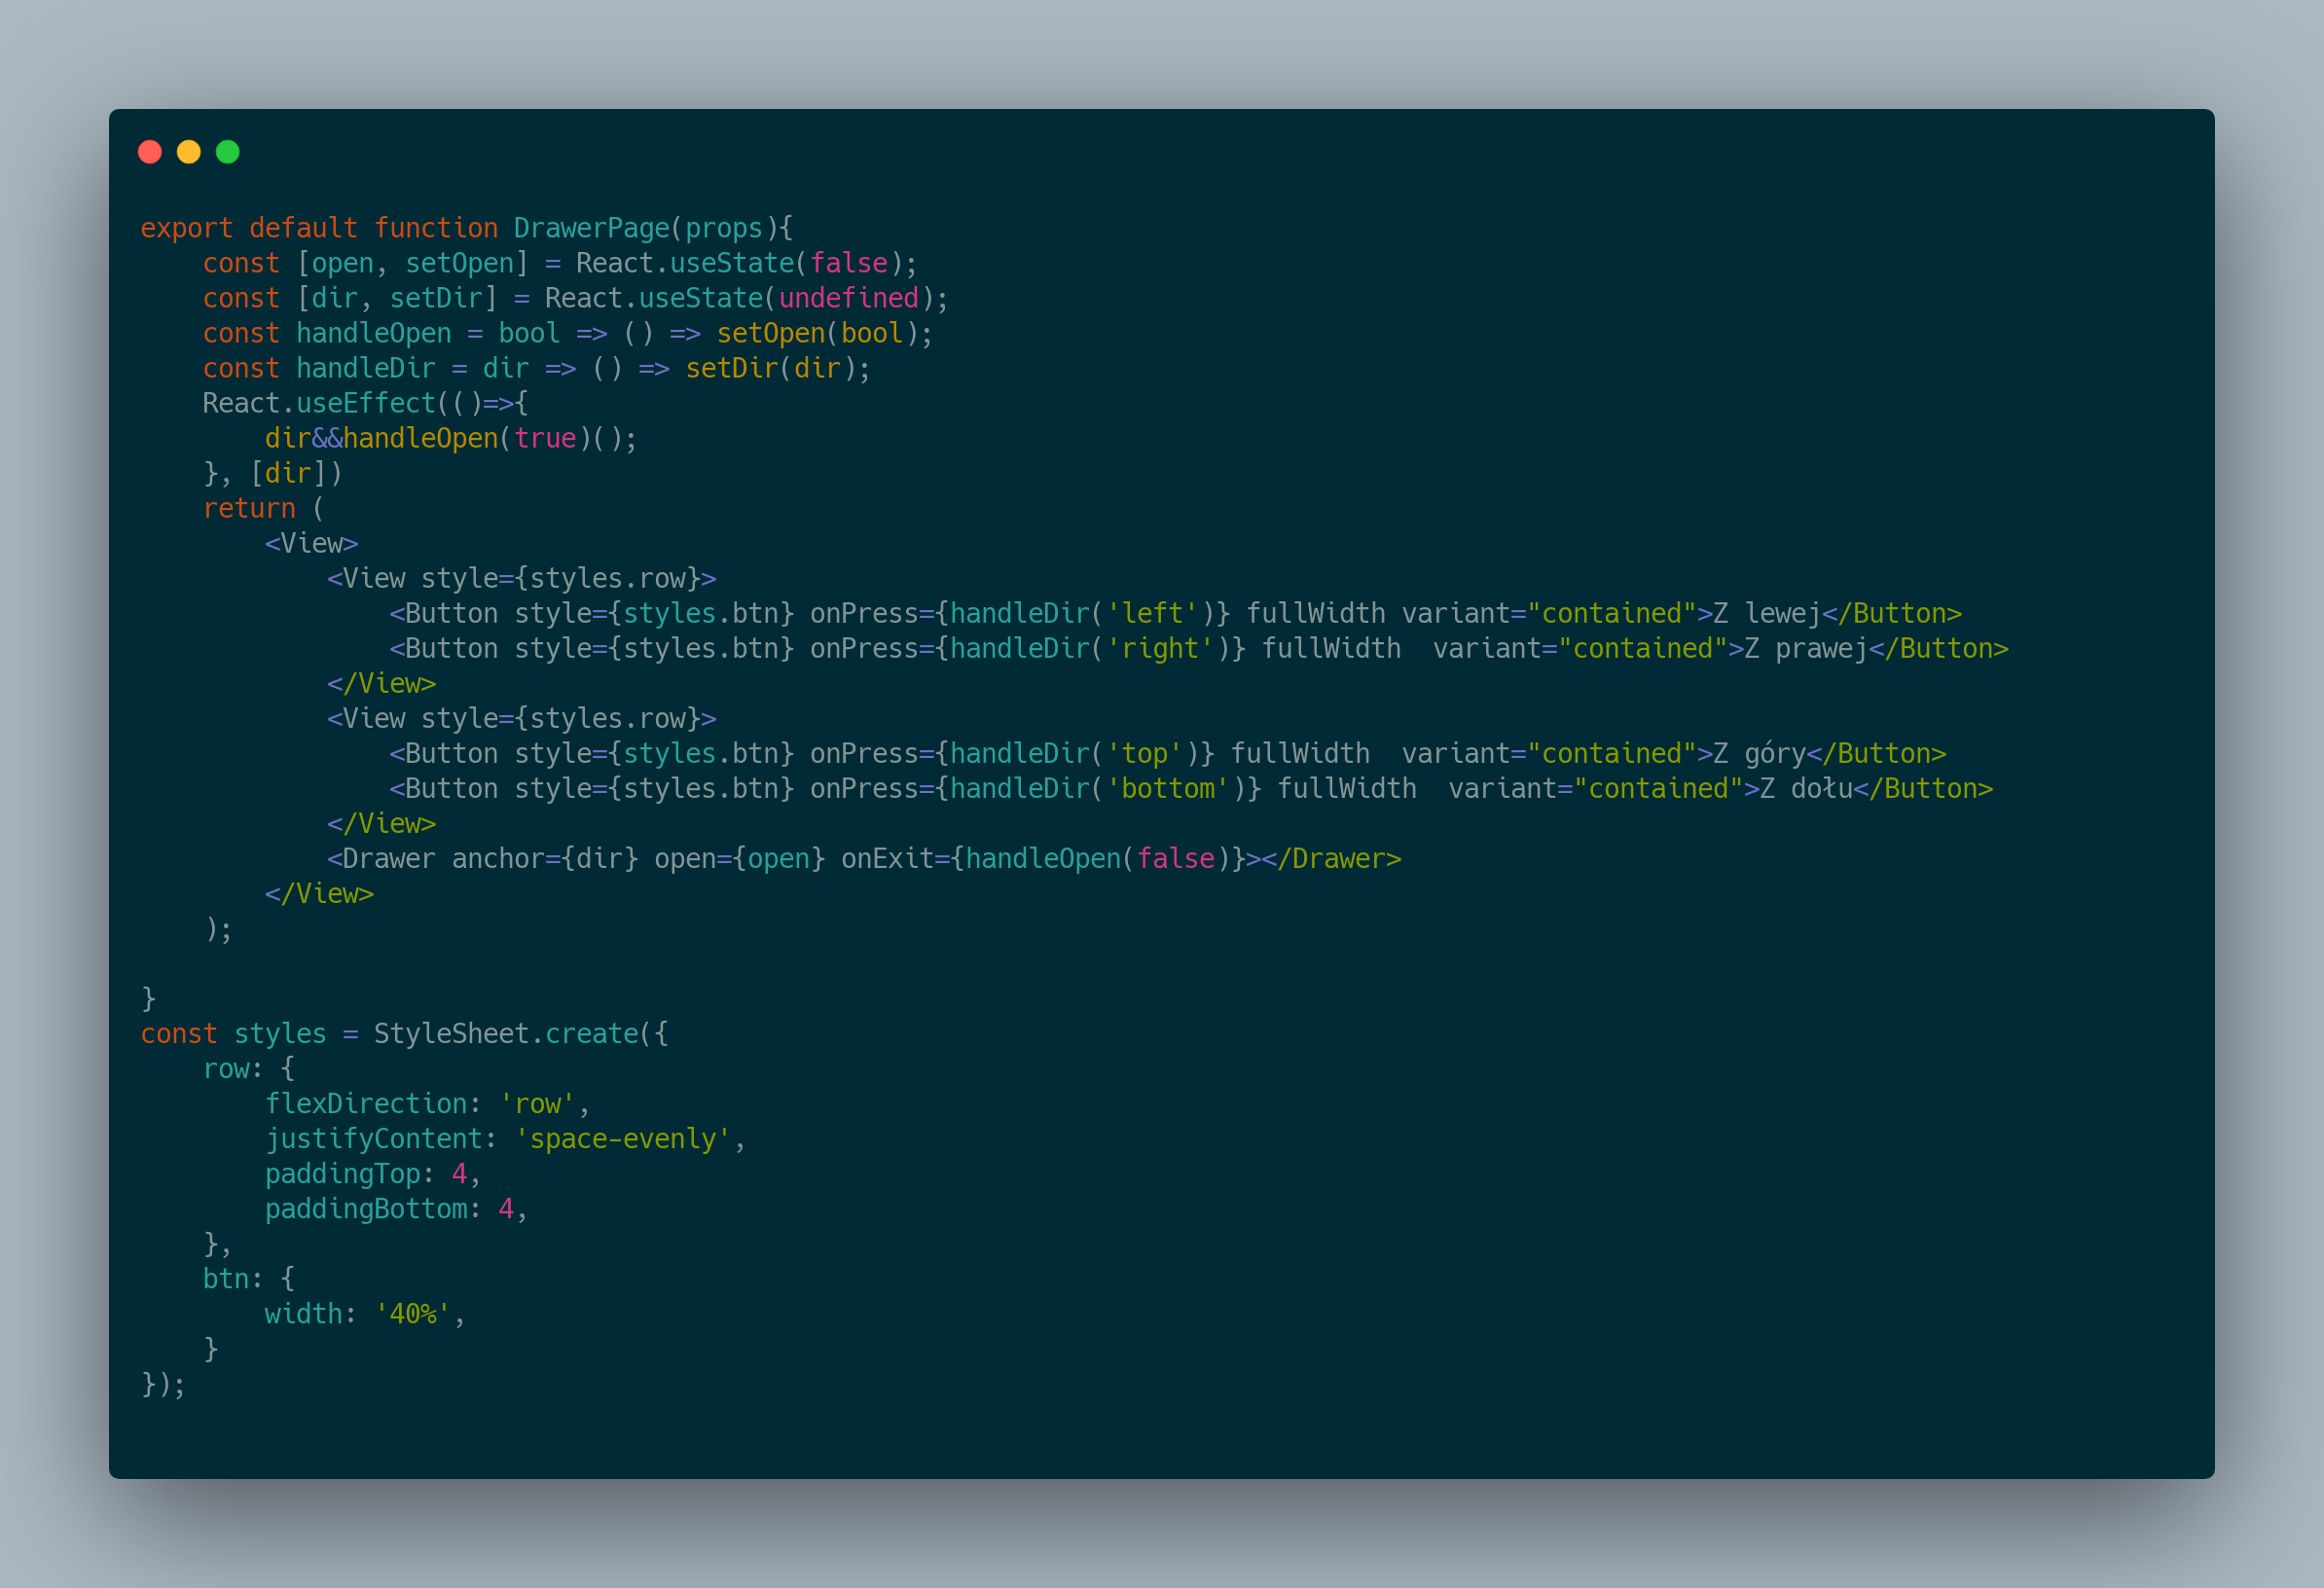 export default function DrawerPage(props){
    const [open, setOpen] = React.useState(false);
    const [dir, setDir] = React.useState(undefined);
    const handleOpen = bool => () => setOpen(bool);
    const handleDir = dir => () => setDir(dir);
    React.useEffect(()=>{
        dir&&handleOpen(true)();
    }, [dir])
    return (
        <View>
            <View style={styles.row}>
                <Button style={styles.btn} onPress={handleDir('left')} fullWidth variant="contained">Z lewej</Button>
                <Button style={styles.btn} onPress={handleDir('right')} fullWidth  variant="contained">Z prawej</Button>
            </View>
            <View style={styles.row}>
                <Button style={styles.btn} onPress={handleDir('top')} fullWidth  variant="contained">Z góry</Button>
                <Button style={styles.btn} onPress={handleDir('bottom')} fullWidth  variant="contained">Z dołu</Button>
            </View>
            <Drawer anchor={dir} open={open} onExit={handleOpen(false)}></Drawer>
        </View>
    );

}
const styles = StyleSheet.create({
    row: {
        flexDirection: 'row',
        justifyContent: 'space-evenly',
        paddingTop: 4,
        paddingBottom: 4,
    },
    btn: {
        width: '40%',
    }
});